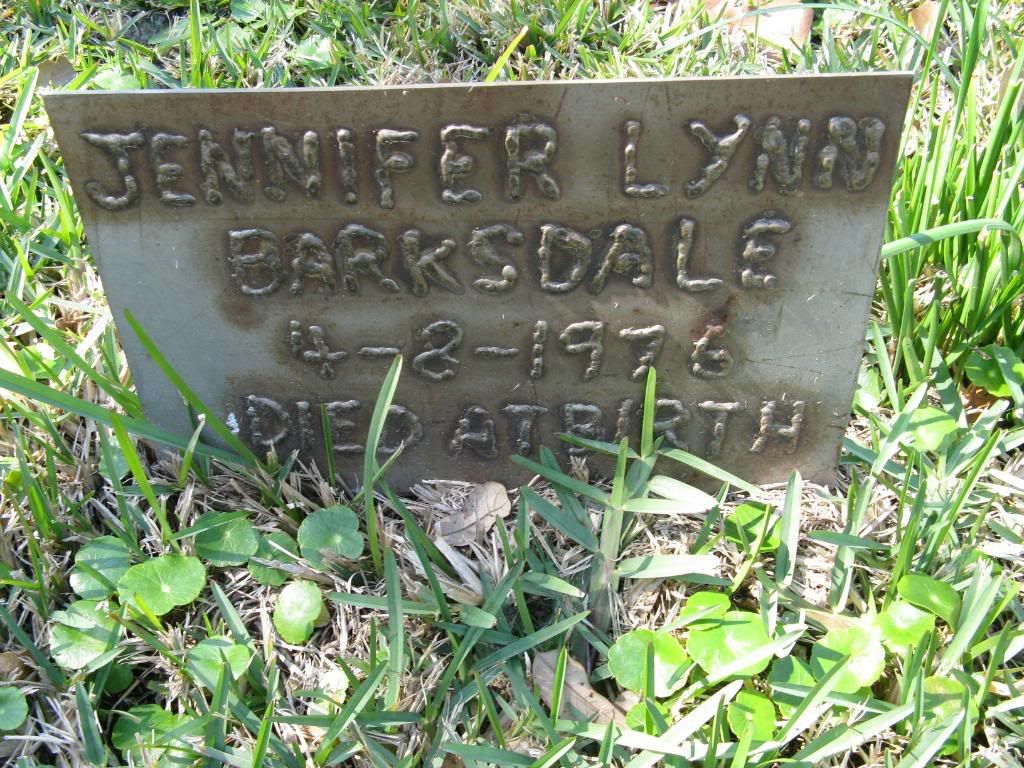 JENNIFER LYNN
BARKSDALE
4-2-1976
DIED AT BIRTH